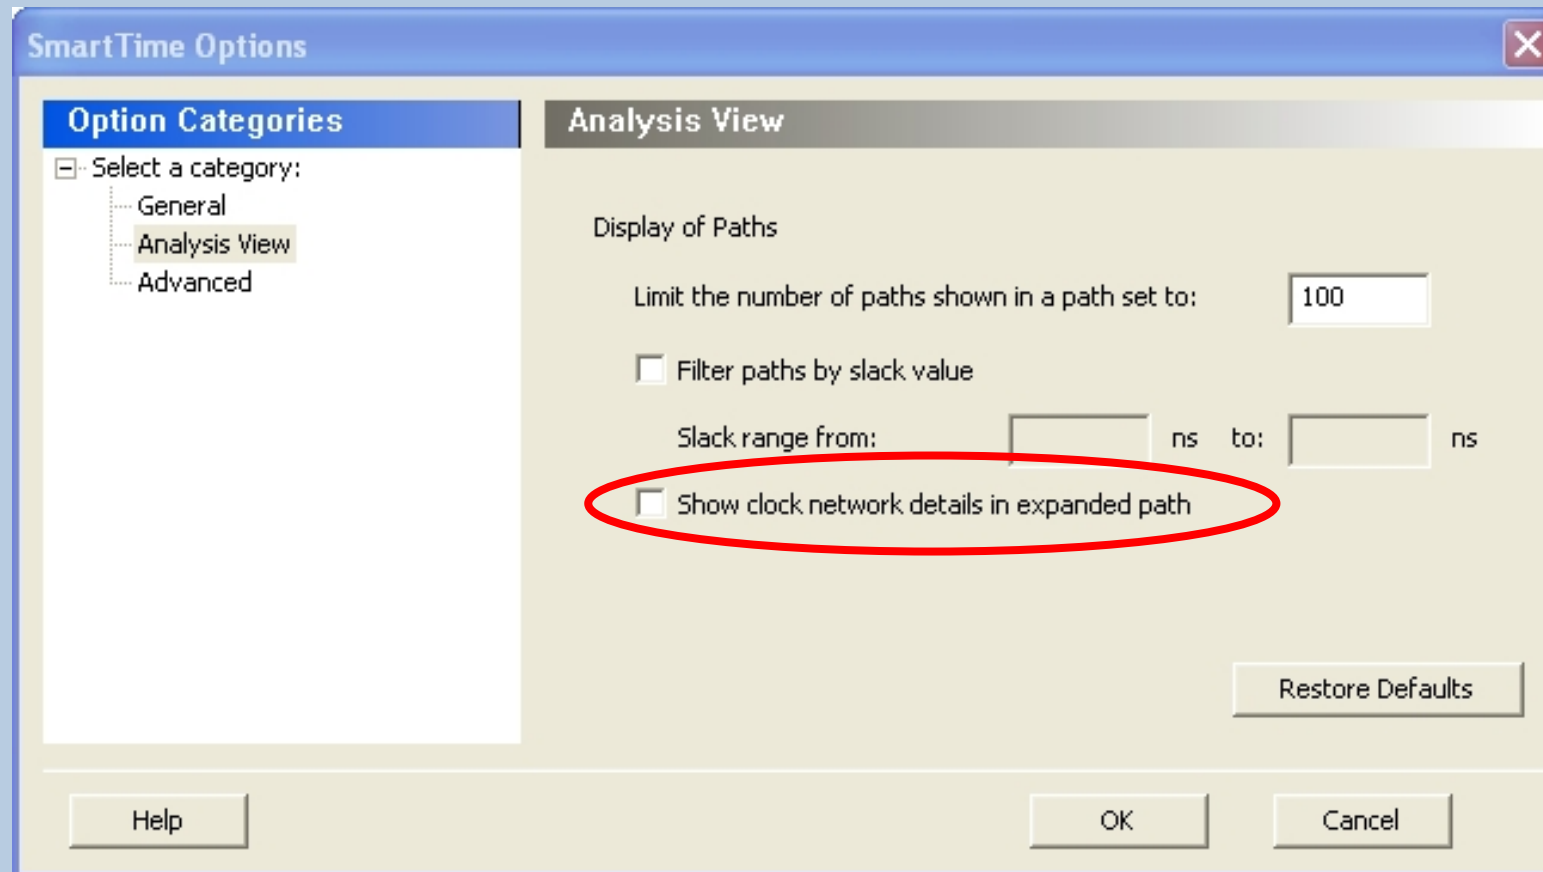 SmartTime Options
Option Categories
Select a category:
General
Analysis View
Advanced
Analysis View
Display of Paths
Limit the number of paths shown in a path set to: 100
Filter paths by slack value
Slack range from: ns to: ns
Show clock network details in expanded path
Restore Defaults
Help OK Cancel